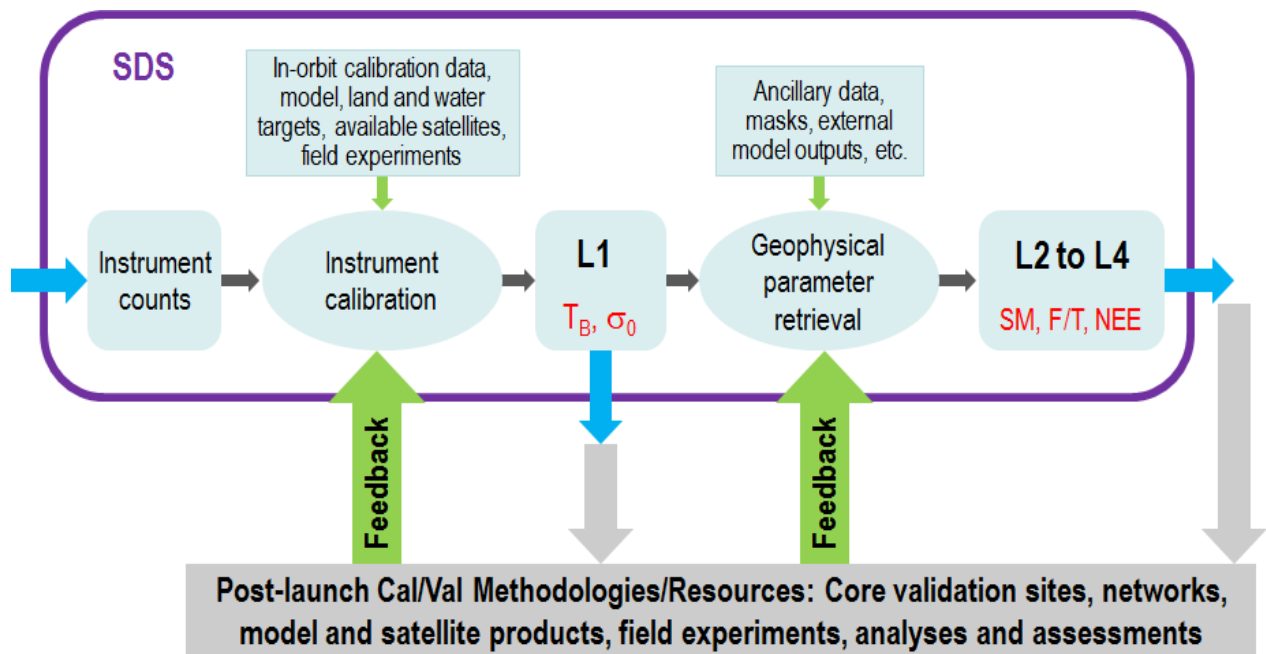 SDS
In-orbit calibration data,
model, land and water
targets, available satellites,
field experiments
Ancillary data,
masks, external
model outputs, etc.
Instrument
counts
Instrument
calibration
L1
T_B, σ_0
Geophysical
parameter
retrieval
L2 to L4
SM, F/T, NEE
Feedback
Feedback
Post-launch Cal/Val Methodologies/Resources: Core validation sites, networks,
model and satellite products, field experiments, analyses and assessments